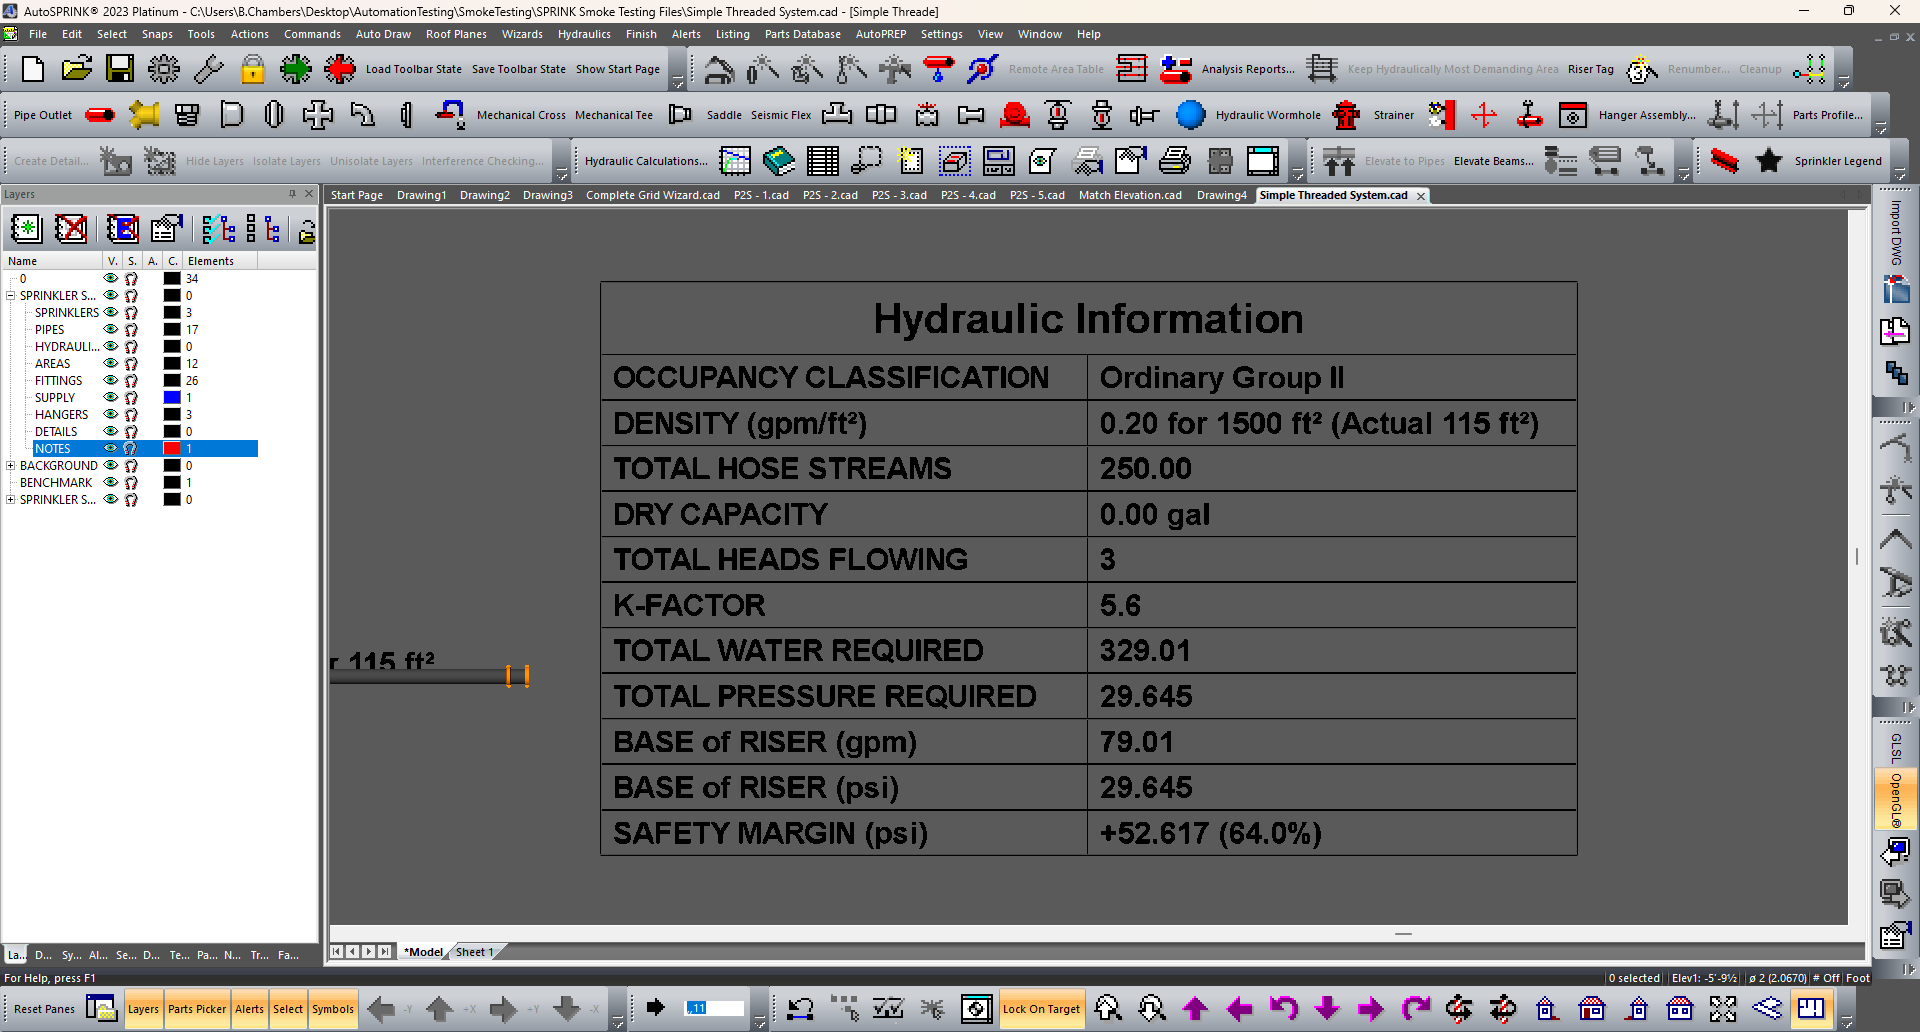 AutoSPRINK® 2023 Platinum - C:\Users\B.Chambers\Desktop\AutomationTesting\SmokeTesting\SPRINK Smoke Testing Files\Simple Threaded System.cad - [Simple Threade]
File Edit Select Snaps Tools Actions Commands Auto Draw Roof Planes Wizards Hydraulics Finish Alerts Listing Parts Database AutoPREP Settings View Window Help
Load Toolbar State Save Toolbar State Show Start Page Remote Area Table Analysis Reports... Keep Hydraulically Most Demanding Area Riser Tag Renumber... Cleanup
Pipe Outlet Mechanical Cross Mechanical Tee Saddle Seismic Flex Hydraulic Wormhole Strainer Hanger Assembly... Parts Profile...
Create Detail... Hide Layers Isolate Layers Unisolate Layers Interference Checking... Hydraulic Calculations... Elevate to Pipes Elevate Beams... Sprinkler Legend
Layers
Start Page Drawing1 Drawing2 Drawing3 Complete Grid Wizard.cad P2S - 1.cad P2S - 2.cad P2S - 3.cad P2S - 4.cad P2S - 5.cad Match Elevation.cad Drawing4 Simple Threaded System.cad
Name V. S. A. C. Elements
0 34
SPRINKLER S... 0
SPRINKLERS 3
PIPES 17
HYDRAULI... 0
AREAS 12
FITTINGS 26
SUPPLY 1
HANGERS 3
DETAILS 0
NOTES 1
BACKGROUND 0
BENCHMARK 1
SPRINKLER S... 0
r 115 ft²
Hydraulic Information
OCCUPANCY CLASSIFICATION Ordinary Group II
DENSITY (gpm/ft²) 0.20 for 1500 ft² (Actual 115 ft²)
TOTAL HOSE STREAMS 250.00
DRY CAPACITY 0.00 gal
TOTAL HEADS FLOWING 3
K-FACTOR 5.6
TOTAL WATER REQUIRED 329.01
TOTAL PRESSURE REQUIRED 29.645
BASE of RISER (gpm) 79.01
BASE of RISER (psi) 29.645
SAFETY MARGIN (psi) +52.617 (64.0%)
Import DWG
GLSL
OpenGL®
*Model Sheet 1
La... D... Sy... Al... Se... D... Te... Pa... N... Tr... Fa...
For Help, press F1
0 selected Elev1: -5'-9½ ø 2 (2.0670) # Off Foot
Reset Panes Layers Parts Picker Alerts Select Symbols -Y +X +Y -X ,,11 Lock On Target